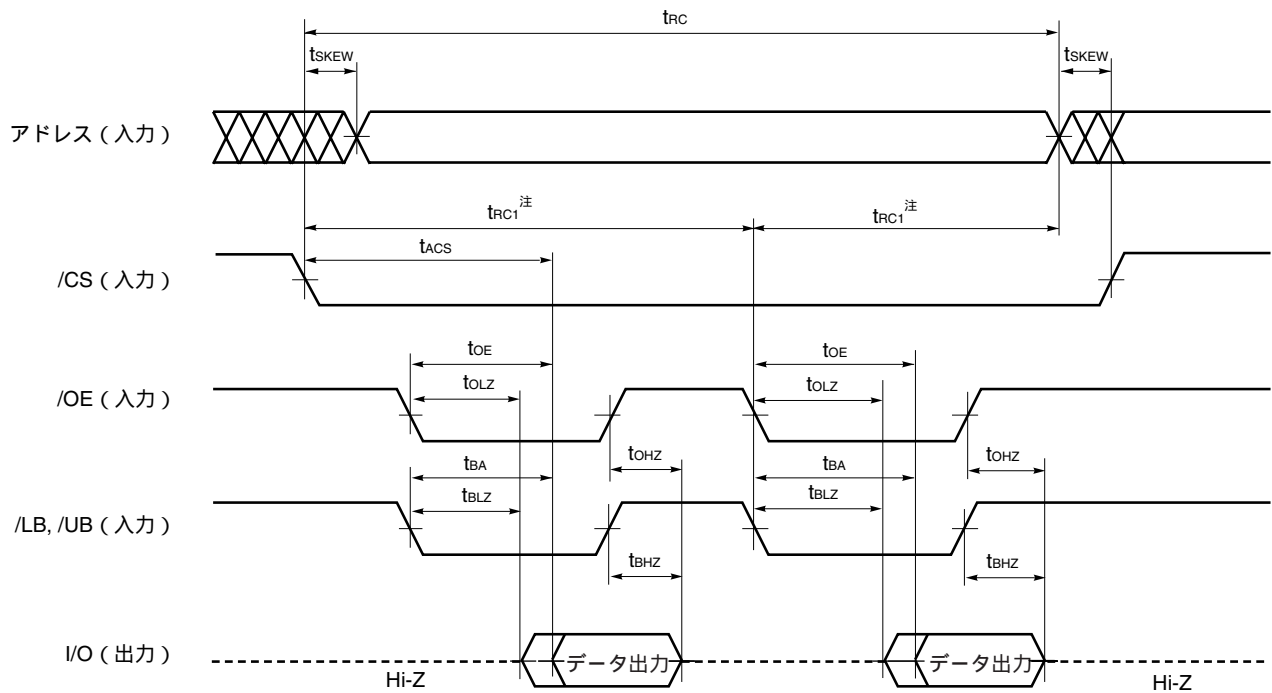 tRC
tSKEW
tSKEW
アドレス（入力）
tRC1注
tRC1注
tACS
/CS（入力）
tOE
tOE
tOLZ
tOLZ
/OE（入力）
tOHZ
tOHZ
tBA
tBA
tBLZ
tBLZ
/LB, /UB（入力）
tBHZ
tBHZ
I/O（出力）
データ出力
データ出力
Hi-Z
Hi-Z